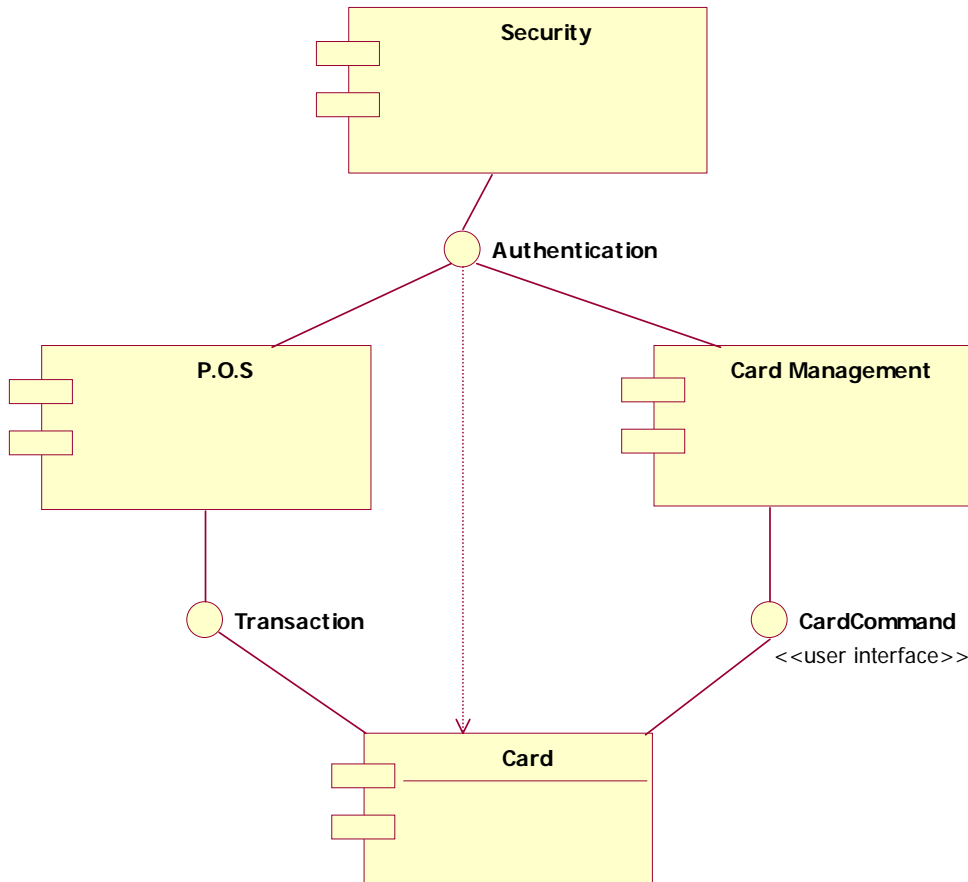 Security
Authentication
P.O.S
Card Management
Transaction
CardCommand
<<user interface>>
Card